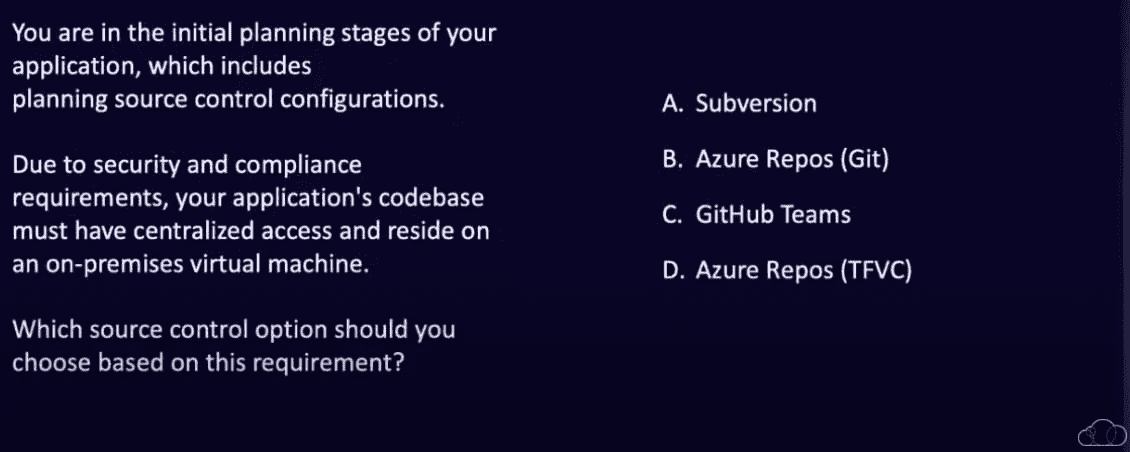 You are in the initial planning stages of your
application, which includes
planning source control configurations.
Due to security and compliance
requirements, your application's codebase
must have centralized access and reside on
an on-premises virtual machine.
Which source control option should you
choose based on this requirement?
A. Subversion
B. Azure Repos (Git)
C. GitHub Teams
D. Azure Repos (TFVC)